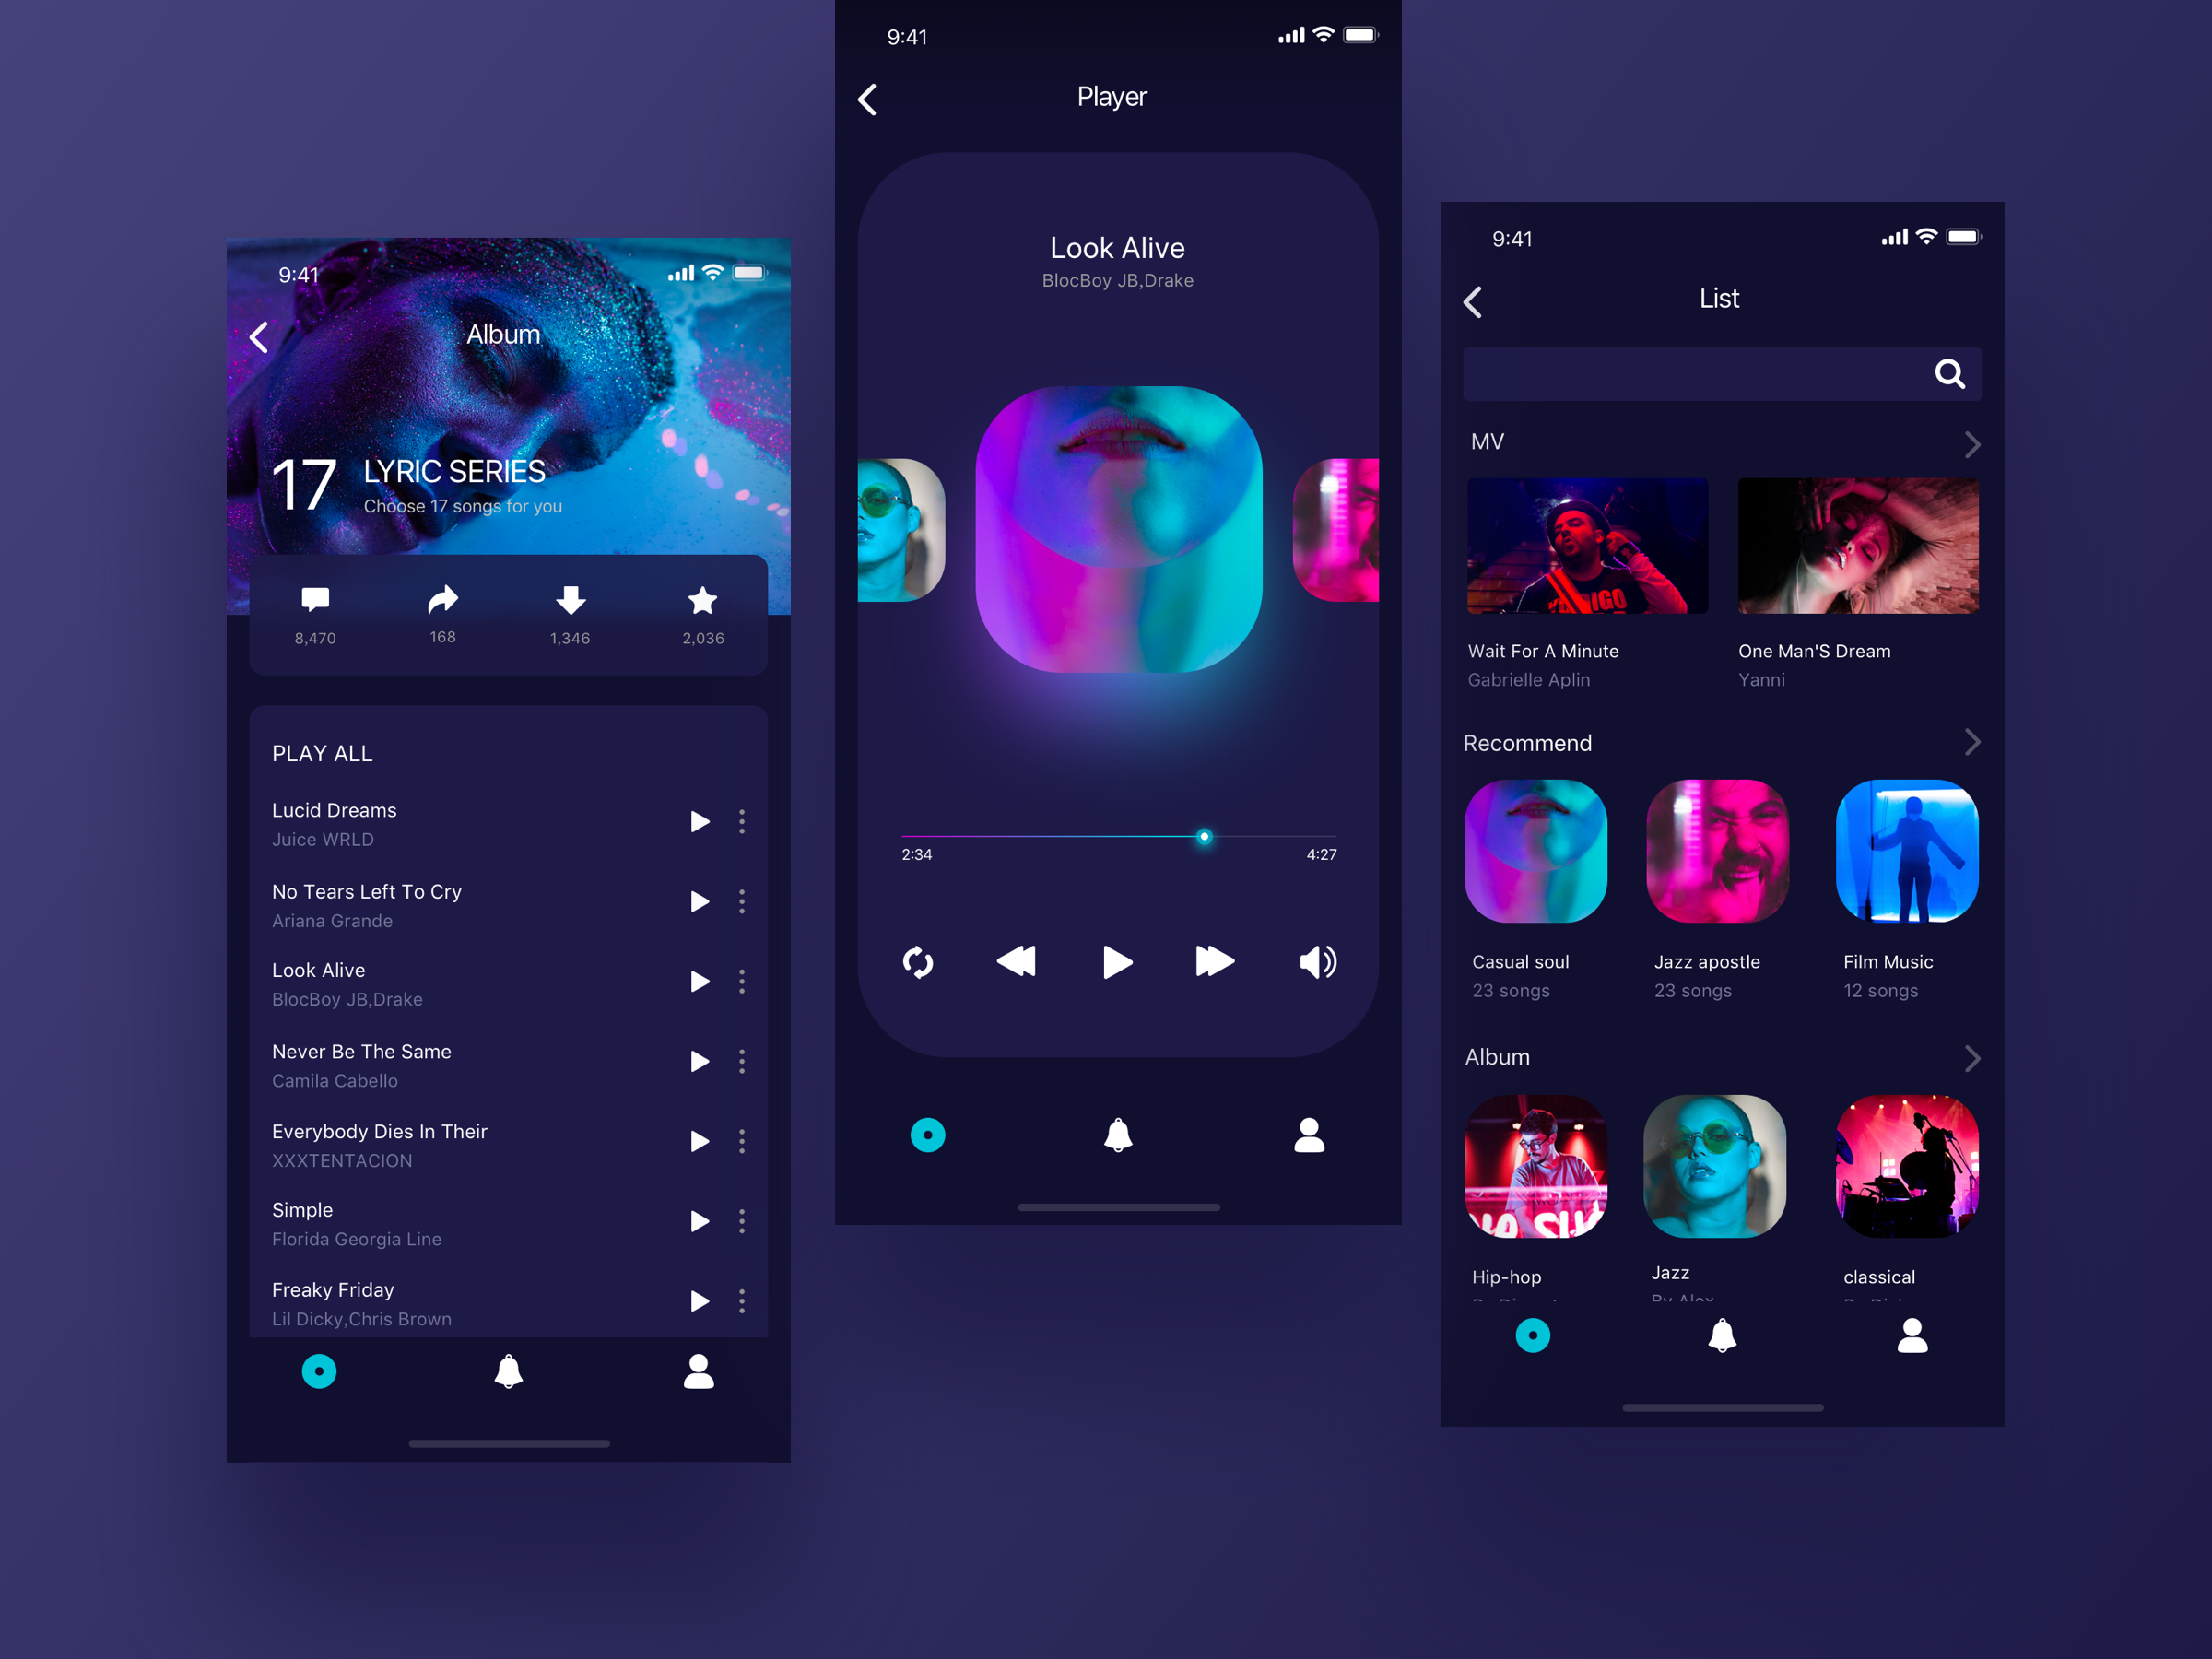 9:41
Album
17
LYRIC SERIES
Choose 17 songs for you
8,470
168
1,346
2,036
PLAY ALL
Lucid Dreams
Juice WRLD
No Tears Left To Cry
Ariana Grande
Look Alive
BlocBoy JB,Drake
Never Be The Same
Camila Cabello
Everybody Dies In Their
XXXTENTACION
Simple
Florida Georgia Line
Freaky Friday
Lil Dicky,Chris Brown
9:41
Player
Look Alive
BlocBoy JB,Drake
2:34
4:27
9:41
List
MV
Wait For A Minute
Gabrielle Aplin
One Man'S Dream
Yanni
Recommend
Casual soul
23 songs
Jazz apostle
23 songs
Film Music
12 songs
Album
Hip-hop
Jazz
By Alex
classical